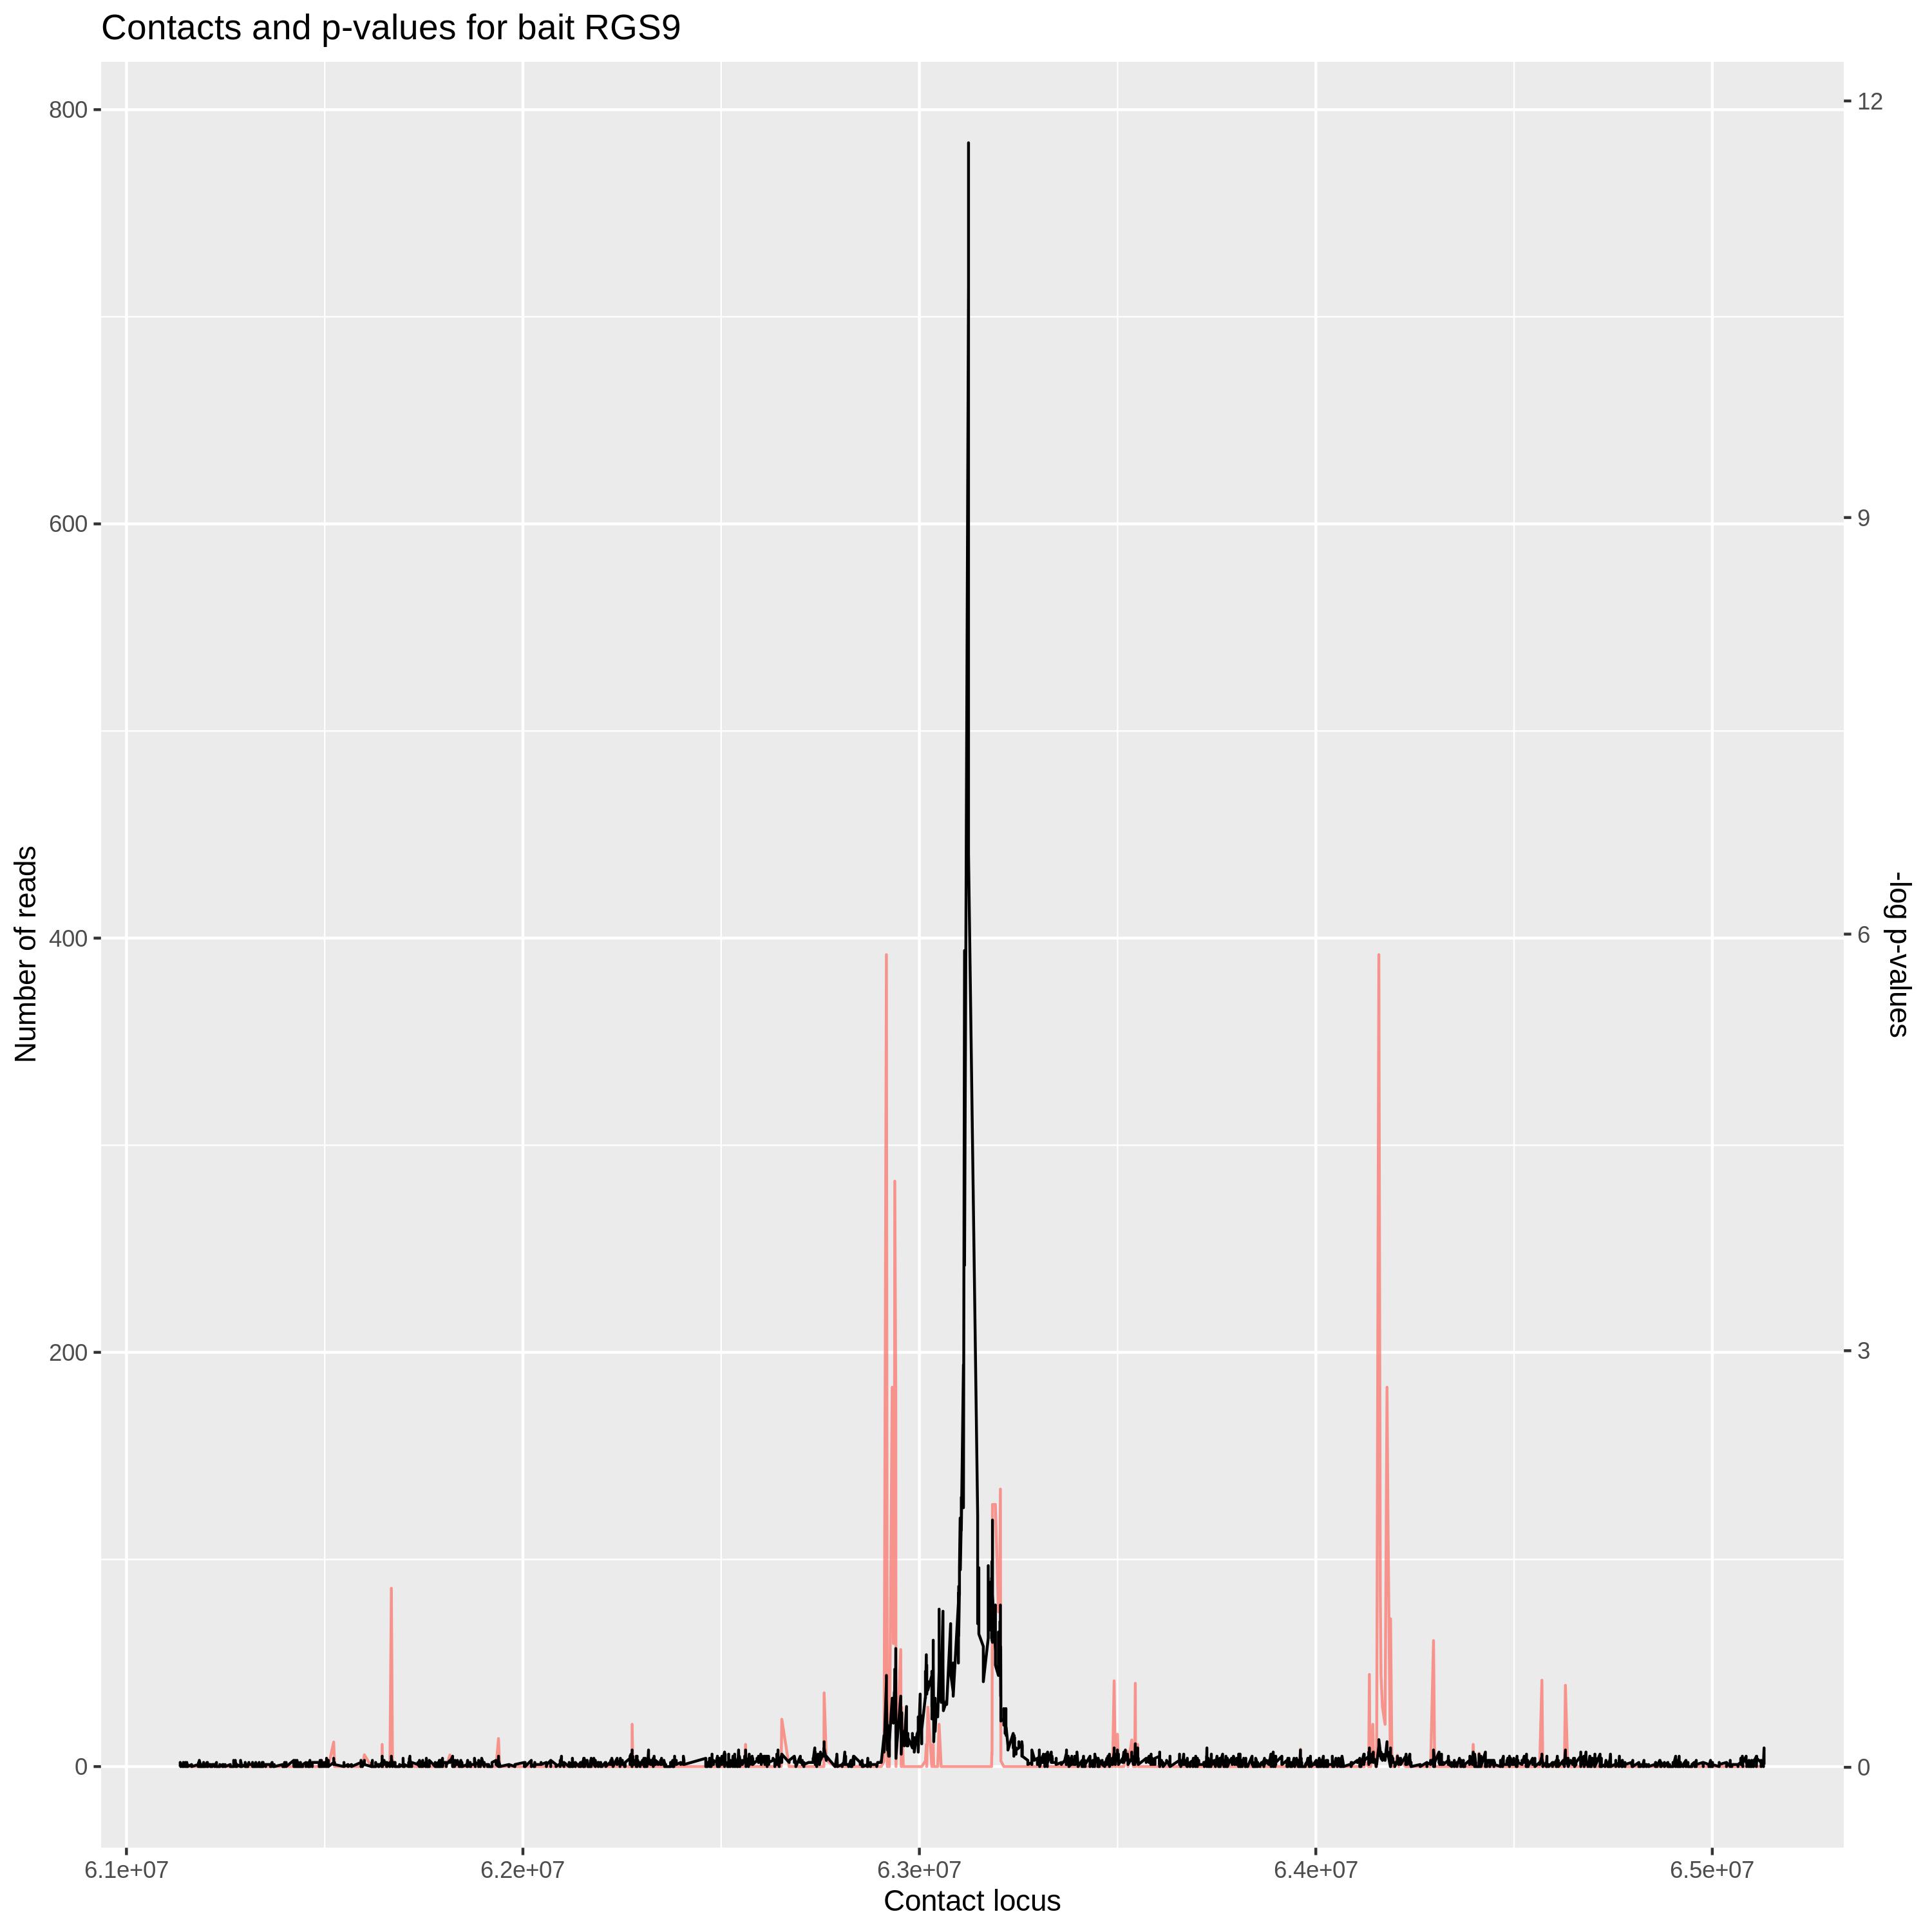 Contacts and p-values for bait RGS9
800
600
400
200
0
12
9
6
3
0
Number of reads
-log p-values
6.1e+07 6.2e+07 6.3e+07 6.4e+07 6.5e+07
Contact locus